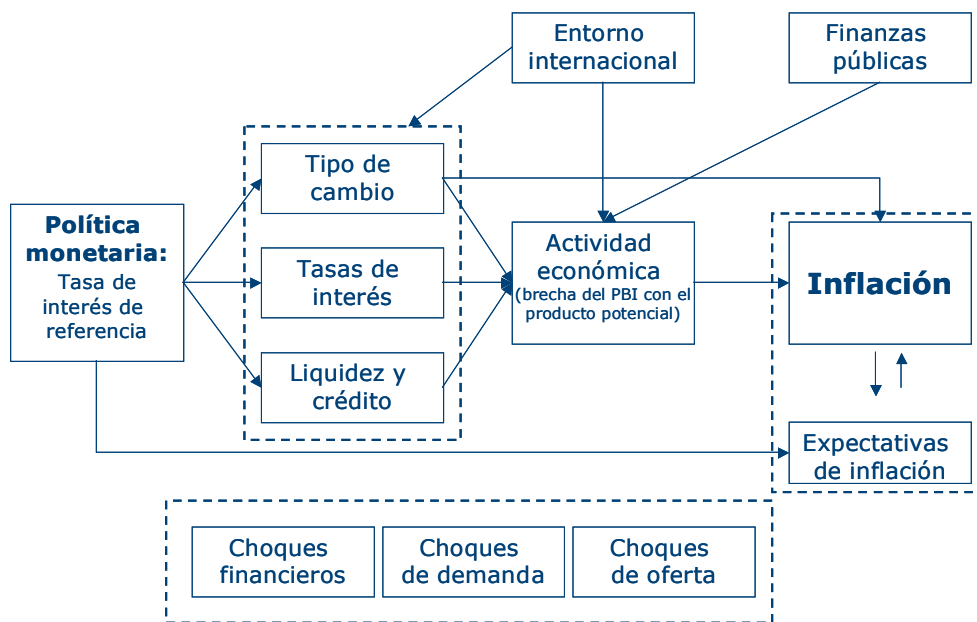 Entorno
internacional
Finanzas
públicas
Tipo de
cambio
Política
monetaria:
Tasa de
interés de
referencia
Tasas de
interés
Actividad
económica
(brecha del PBI con el
producto potencial)
Inflación
Liquidez y
crédito
Expectativas
de inflación
Choques
financieros
Choques
de demanda
Choques
de oferta